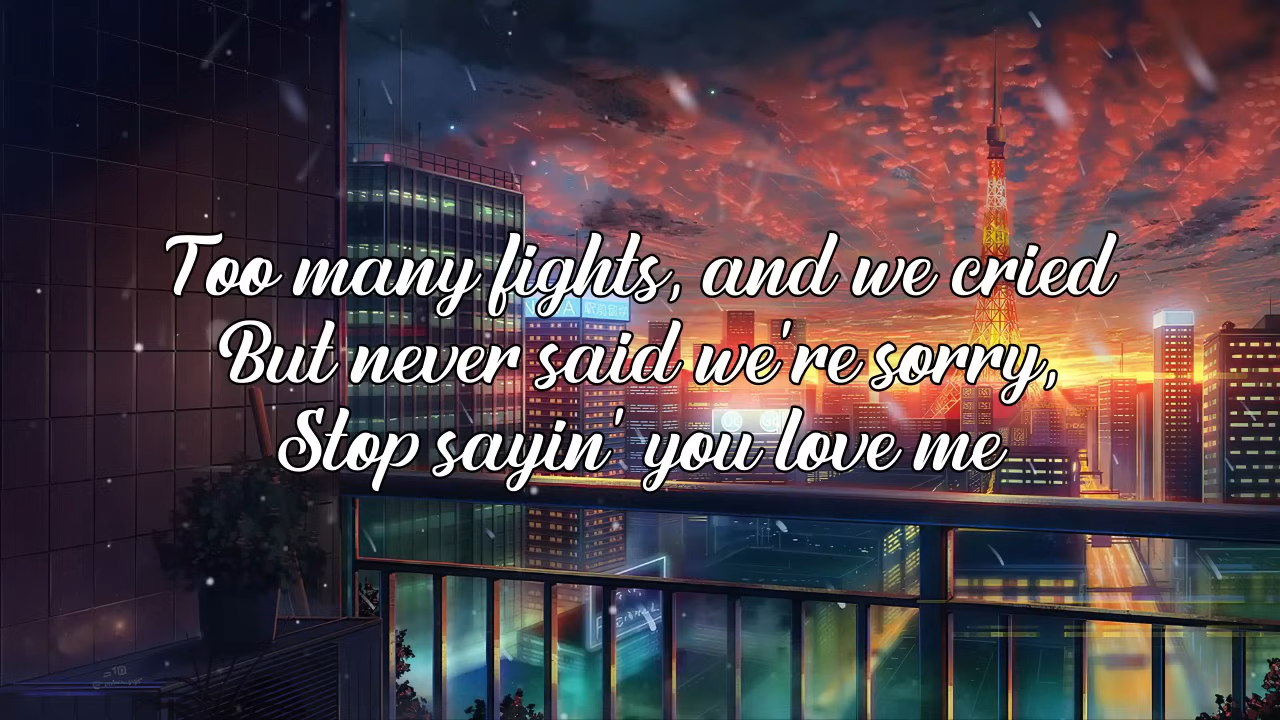 Too many fights, and we cried
But never said we're sorry,
Stop sayin' you love me